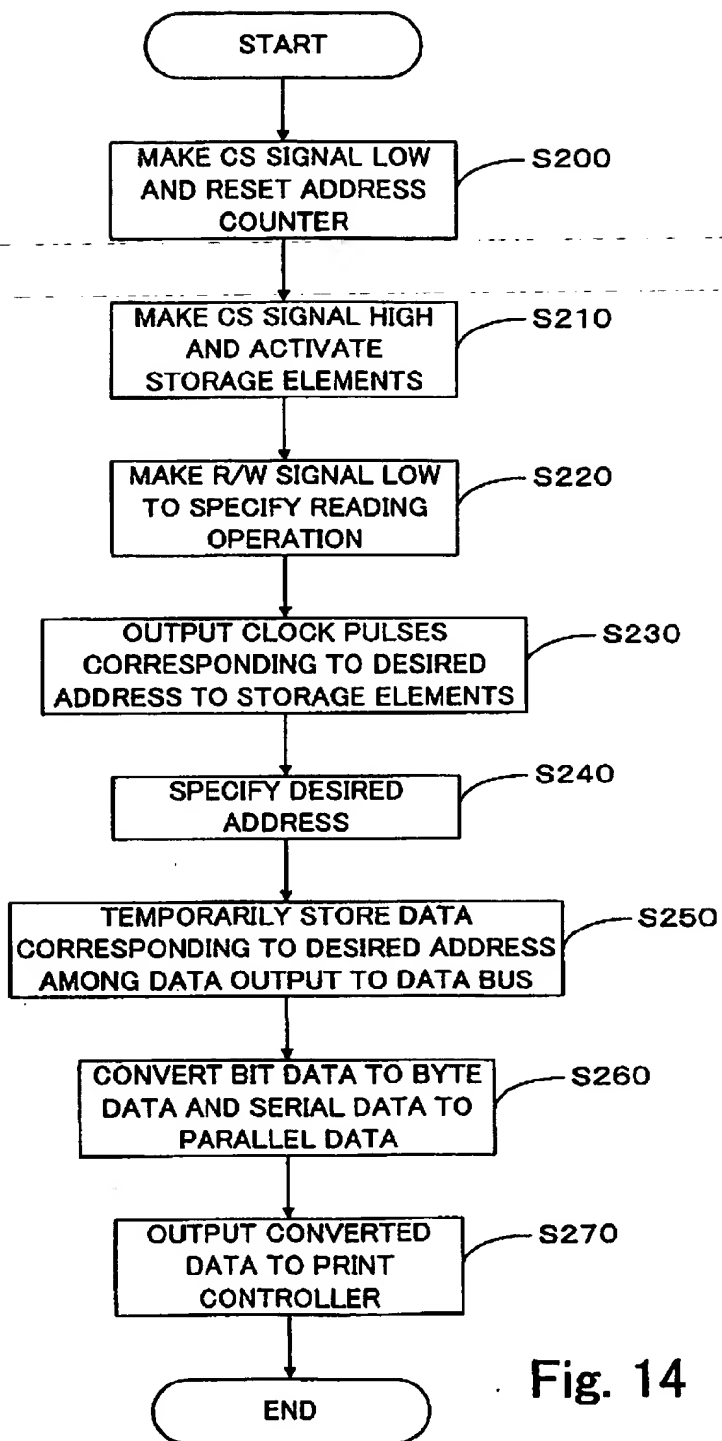 START
MAKE CS SIGNAL LOW
AND RESET ADDRESS
COUNTER
S200
MAKE CS SIGNAL HIGH
AND ACTIVATE
STORAGE ELEMENTS
S210
MAKE R/W SIGNAL LOW
TO SPECIFY READING
OPERATION
S220
OUTPUT CLOCK PULSES
CORRESPONDING TO DESIRED
ADDRESS TO STORAGE ELEMENTS
S230
SPECIFY DESIRED
ADDRESS
S240
TEMPORARILY STORE DATA
CORRESPONDING TO DESIRED ADDRESS
AMONG DATA OUTPUT TO DATA BUS
S250
CONVERT BIT DATA TO BYTE
DATA AND SERIAL DATA TO
PARALLEL DATA
S260
OUTPUT CONVERTED
DATA TO PRINT
CONTROLLER
S270
END
Fig. 14